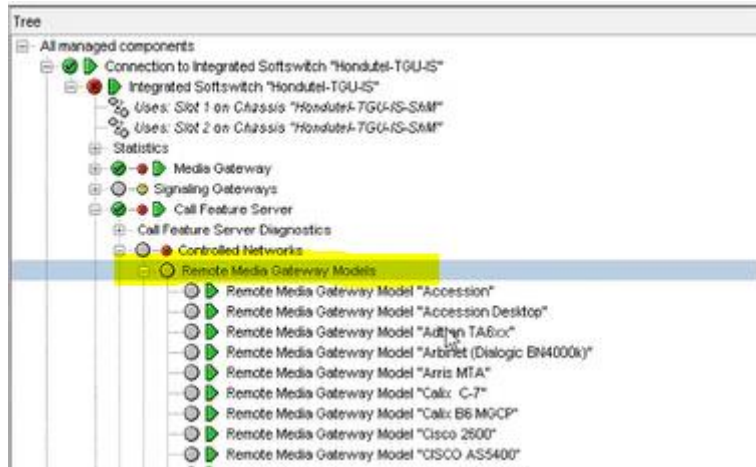 Tree
All managed components
Connection to Integrated Softswitch "Hondutel-TGU-IS"
Integrated Softswitch "Hondutel-TGU-IS"
Uses: Slot 1 on Chassis "Hondutel-TGU-IS-ShM"
Uses: Slot 2 on Chassis "Hondutel-TGU-IS-ShM"
Statistics
Media Gateway
Signaling Gateways
Call Feature Server
Call Feature Server Diagnostics
Controlled Networks
Remote Media Gateway Models
Remote Media Gateway Model "Accession"
Remote Media Gateway Model "Accession Desktop"
Remote Media Gateway Model "Adtran TA6xx"
Remote Media Gateway Model "Arbinet (Dialogic BN4000k)"
Remote Media Gateway Model "Arris MTA"
Remote Media Gateway Model "Calix C-7"
Remote Media Gateway Model "Calix B6 MGCP"
Remote Media Gateway Model "Cisco 2600"
Remote Media Gateway Model "CISCO AS5400"